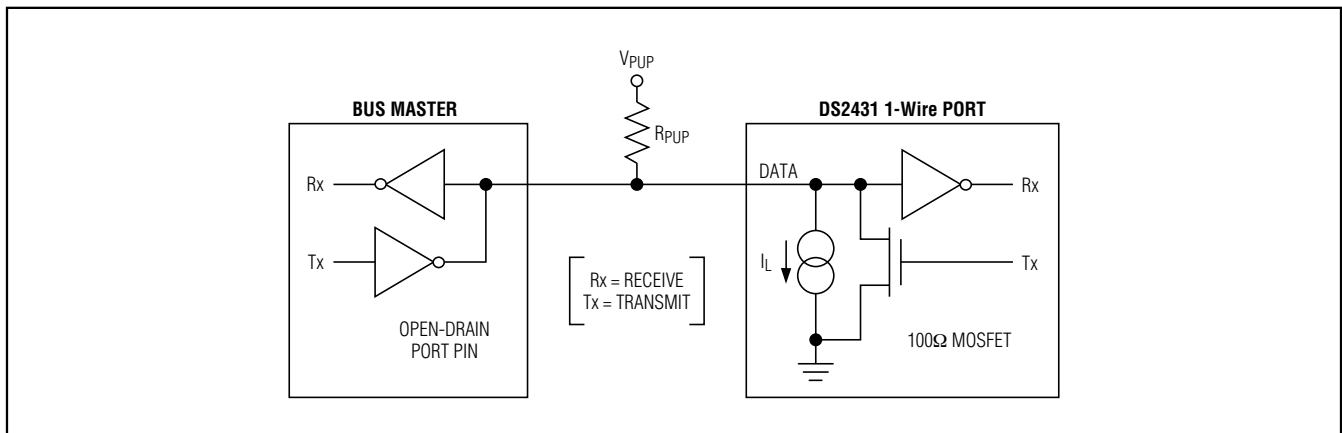 VPUP
BUS MASTER
DS2431 1-Wire PORT
RPUP
DATA
Rx
Rx
Tx
IL
Tx
Rx = RECEIVE
Tx = TRANSMIT
OPEN-DRAIN
PORT PIN
100Ω MOSFET